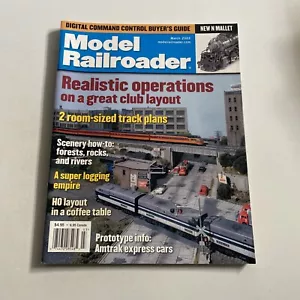 DIGITAL COMMAND CONTROL BUYER'S GUIDE
NEW N MALLET
March 2004
Model
Railroader
Realistic operations
on a great club layout
2 room-sized track plans
Scenery how-to:
forests, rocks,
and rivers
A super logging
empire
HO layout
in a coffee table
Prototype info:
Amtrak express cars